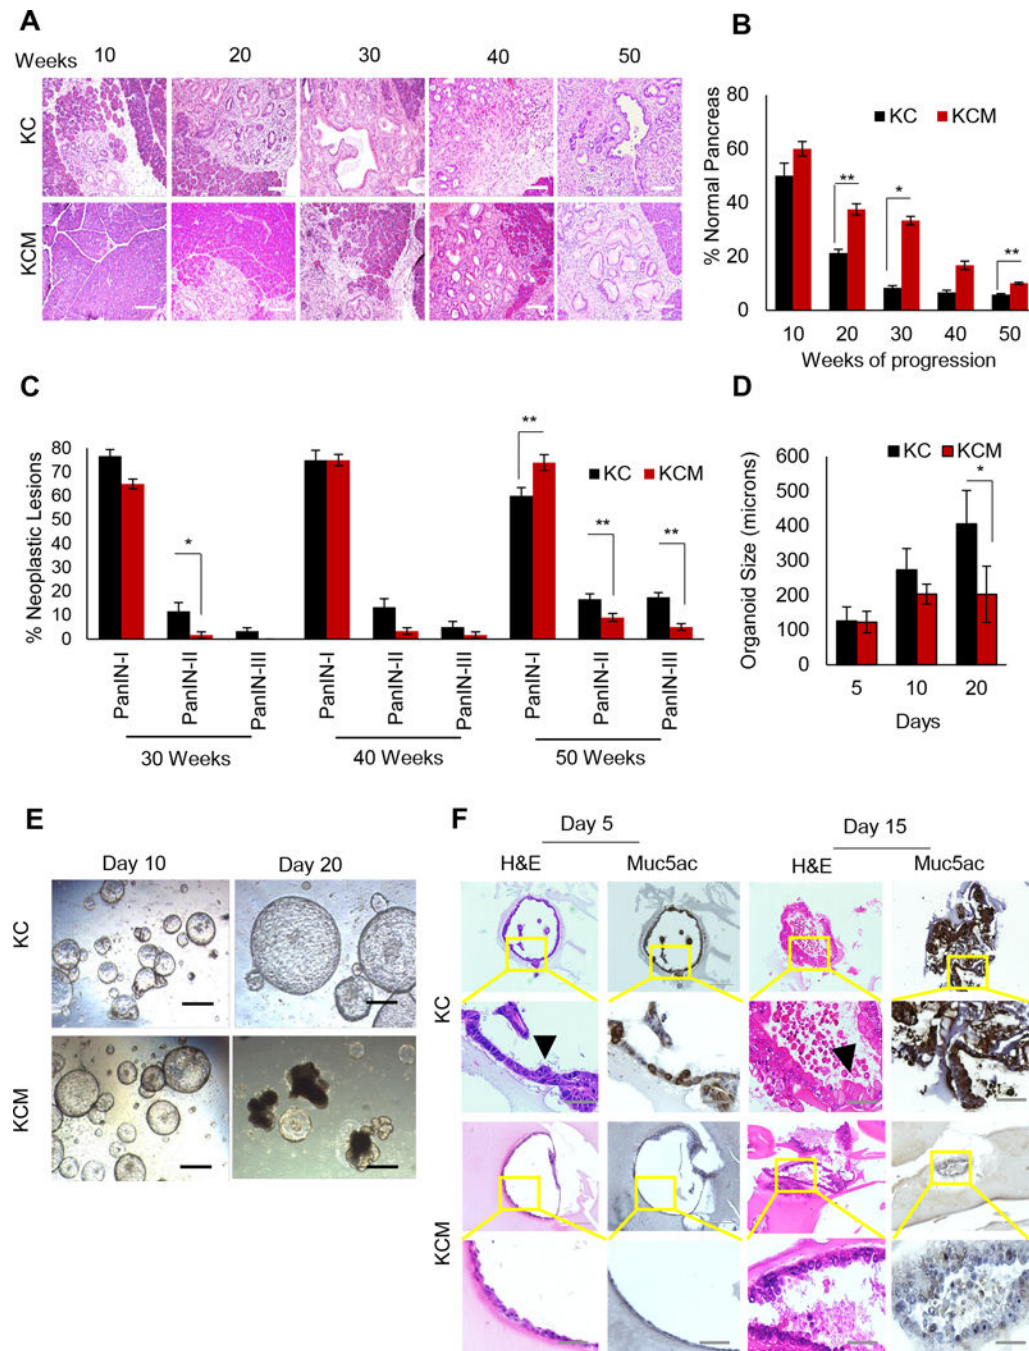 A
Weeks 10 20 30 40 50
KC
KCM
B
% Normal Pancreas
80
60
40
20
0
KC KCM
**
*
**
10 20 30 40 50
Weeks of progression
C
% Neoplastic Lesions
80
70
60
50
40
30
20
10
0
KC KCM
*
**
**
**
PanIN-I
PanIN-II
PanIN-III
PanIN-I
PanIN-II
PanIN-III
PanIN-I
PanIN-II
PanIN-III
30 Weeks
40 Weeks
50 Weeks
D
Organoid Size (microns)
600
500
400
300
200
100
0
KC KCM
*
5 10 20
Days
E
Day 10 Day 20
KC
KCM
F
Day 5 Day 15
H&E Muc5ac H&E Muc5ac
KC
KCM